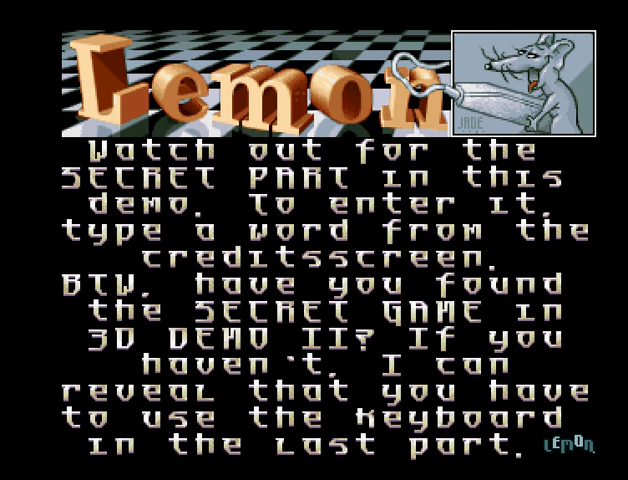 Lemon
JADE
Watch out for the
SECRET PART in this
demo. To enter it,
type a word from the
creditsscreen.
BTW, have you found
the SECRET GAME in
3D DEMO II? If you
haven't, I can
reveal that you have
to use the keyboard
in the last part.
LEMON.